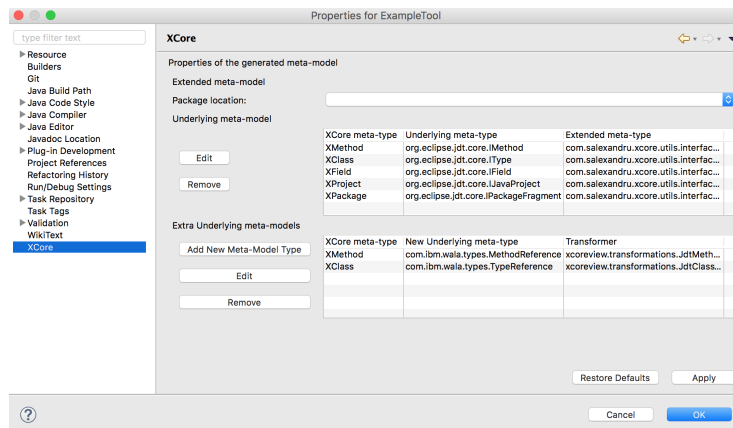 Properties for ExampleTool
type filter text
Resource
Builders
Git
Java Build Path
Java Code Style
Java Compiler
Java Editor
Javadoc Location
Plug-in Development
Project References
Refactoring History
Run/Debug Settings
Task Repository
Task Tags
Validation
WikiText
XCore
XCore
Properties of the generated meta-model
Extended meta-model
Package location:
Underlying meta-model
Edit
Remove
XCore meta-type Underlying meta-type Extended meta-type
XMethod org.eclipse.jdt.core.IMethod com.salexandru.xcore.utils.interfac...
XClass org.eclipse.jdt.core.IType com.salexandru.xcore.utils.interfac...
XField org.eclipse.jdt.core.IField com.salexandru.xcore.utils.interfac...
XProject org.eclipse.jdt.core.IJavaProject com.salexandru.xcore.utils.interfac...
XPackage org.eclipse.jdt.core.IPackageFragment com.salexandru.xcore.utils.interfac...
Extra Underlying meta-models
Add New Meta-Model Type
Edit
Remove
XCore meta-type New Underlying meta-type Transformer
XMethod com.ibm.wala.types.MethodReference xcoreview.transformations.JdtMeth...
XClass com.ibm.wala.types.TypeReference xcoreview.transformations.JdtClass...
Restore Defaults Apply
? Cancel OK